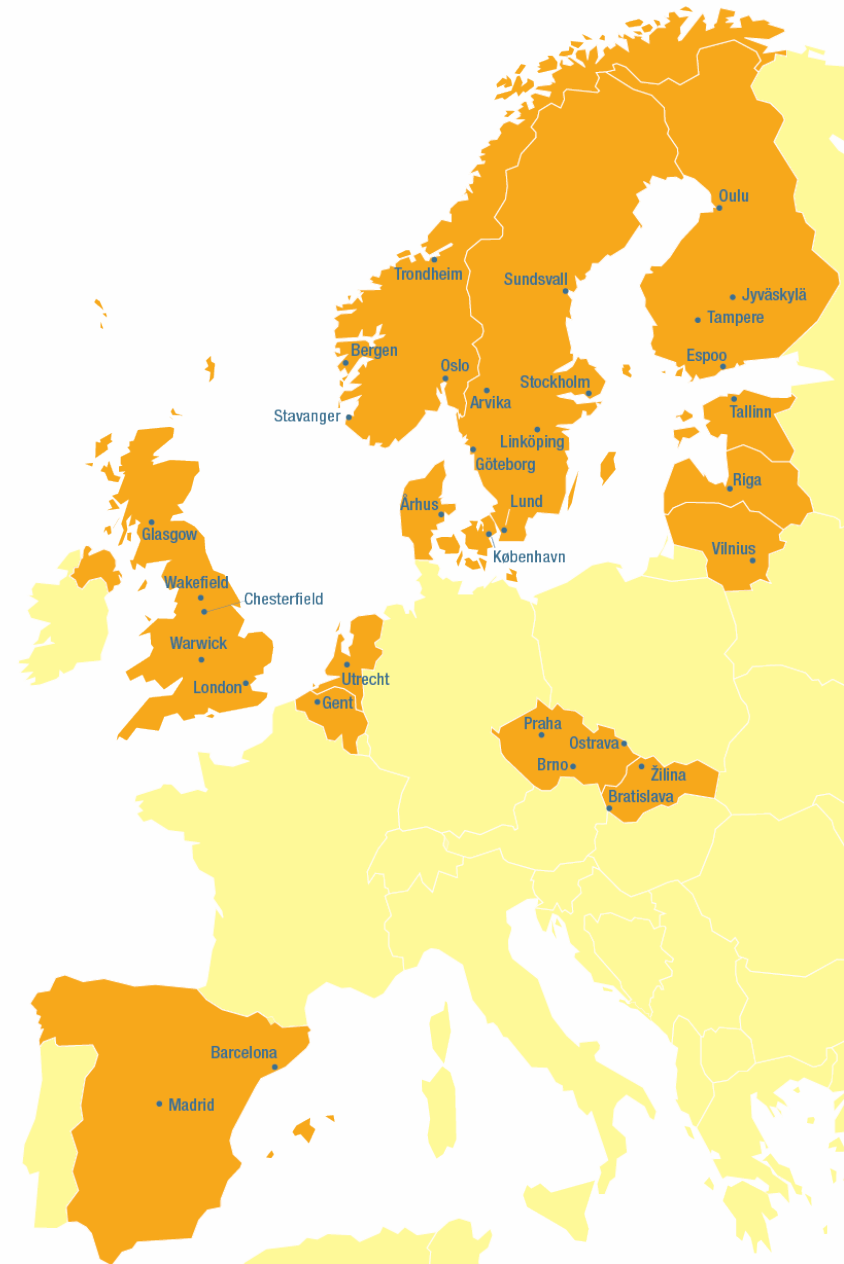 Oulu
Trondheim
Sundsvall
Jyväskylä
Tampere
Bergen
Espoo
Oslo
Stockholm
Arvika
Tallinn
Stavanger
Linköping
Göteborg
Riga
Århus
Lund
Glasgow
Vilnius
København
Wakefield
Chesterfield
Warwick
Utrecht
London
Gent
Praha
Ostrava
Brno
Žilina
Bratislava
Barcelona
Madrid